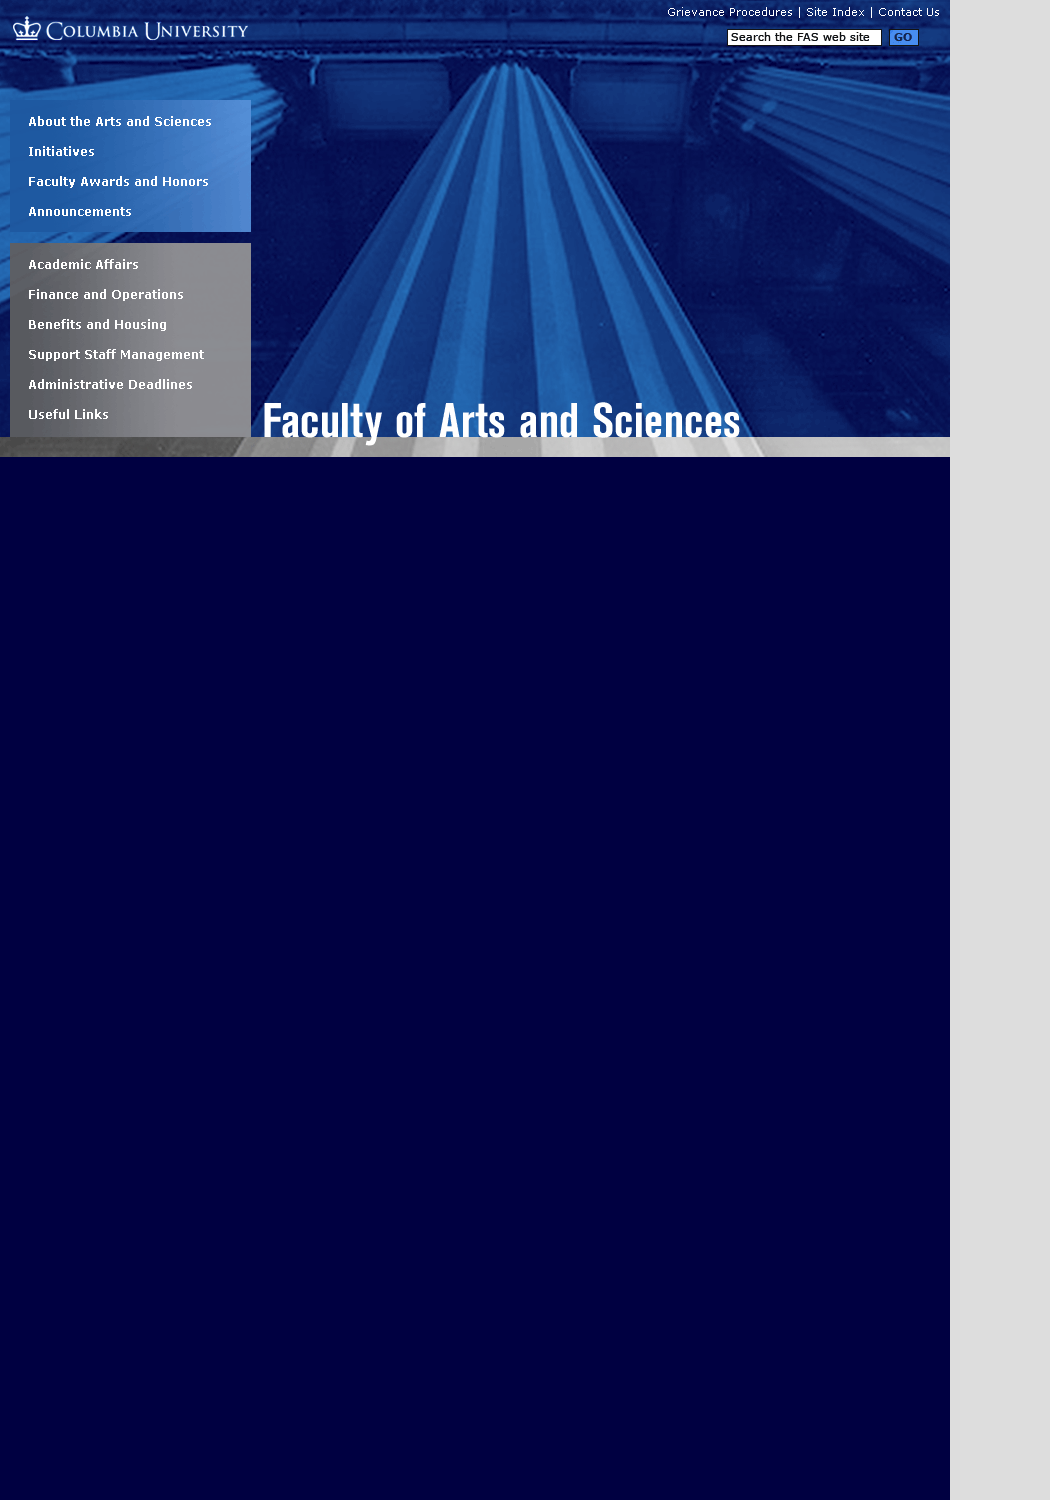 Grievance Procedures | Site Index | Contact Us
COLUMBIA UNIVERSITY
Search the FAS web site GO
About the Arts and Sciences
Initiatives
Faculty Awards and Honors
Announcements
Academic Affairs
Finance and Operations
Benefits and Housing
Support Staff Management
Administrative Deadlines
Useful Links
Faculty of Arts and Sciences